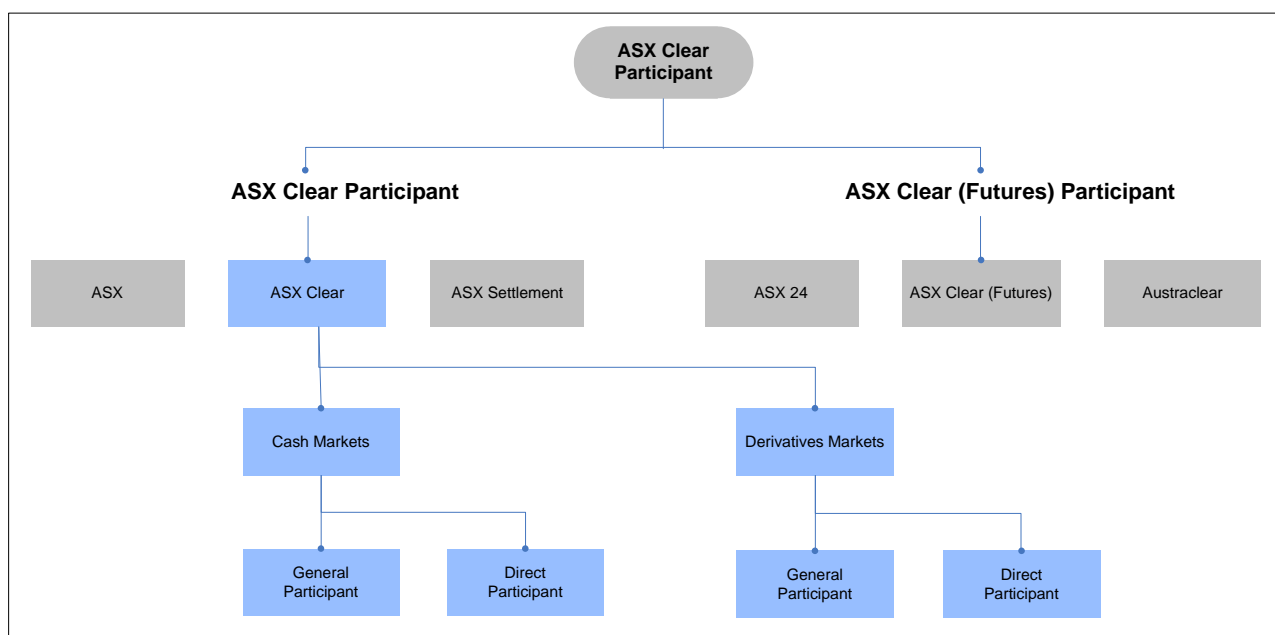 ASX Clear
Participant
ASX Clear Participant
ASX Clear (Futures) Participant
ASX
ASX Clear
ASX Settlement
ASX 24
ASX Clear (Futures)
Austraclear
Cash Markets
Derivatives Markets
General
Participant
Direct
Participant
General
Participant
Direct
Participant